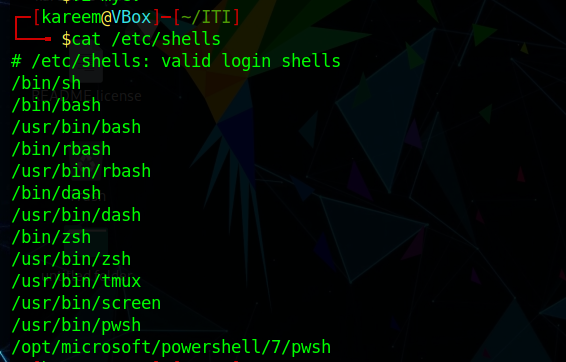 ┌─[kareem@VBox]─[~/ITI]
└──╼ $cat /etc/shells
# /etc/shells: valid login shells
/bin/sh
README.license
/bin/bash
/usr/bin/bash
/bin/rbash
/usr/bin/rbash
/bin/dash
/usr/bin/dash
/bin/zsh
/usr/bin/zsh
/usr/bin/tmux
/usr/bin/screen
/usr/bin/pwsh
/opt/microsoft/powershell/7/pwsh